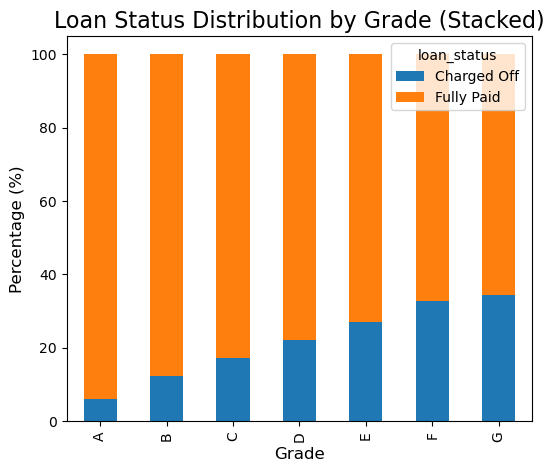 Loan Status Distribution by Grade (Stacked)
loan_status
Charged Off
Fully Paid
Percentage (%)
100
80
60
40
20
0
A
B
C
D
E
F
G
Grade